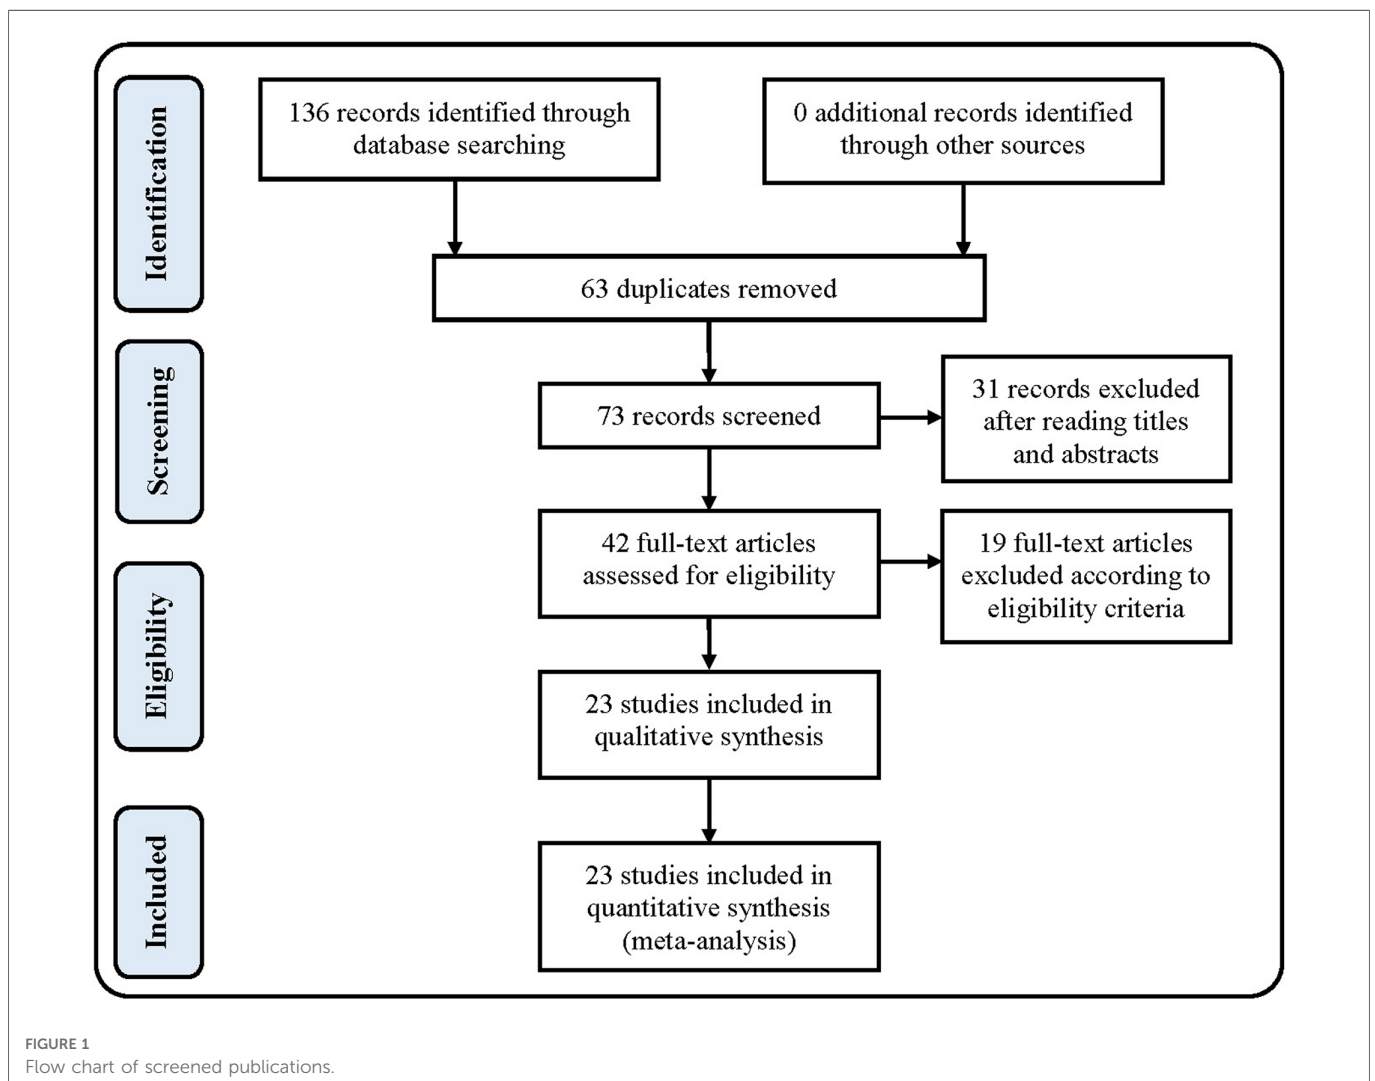 Identification
136 records identified through
database searching
0 additional records identified
through other sources
63 duplicates removed
Screening
73 records screened
31 records excluded
after reading titles
and abstracts
Eligibility
42 full-text articles
assessed for eligibility
19 full-text articles
excluded according to
eligibility criteria
23 studies included in
qualitative synthesis
Included
23 studies included in
quantitative synthesis
(meta-analysis)
FIGURE 1
Flow chart of screened publications.